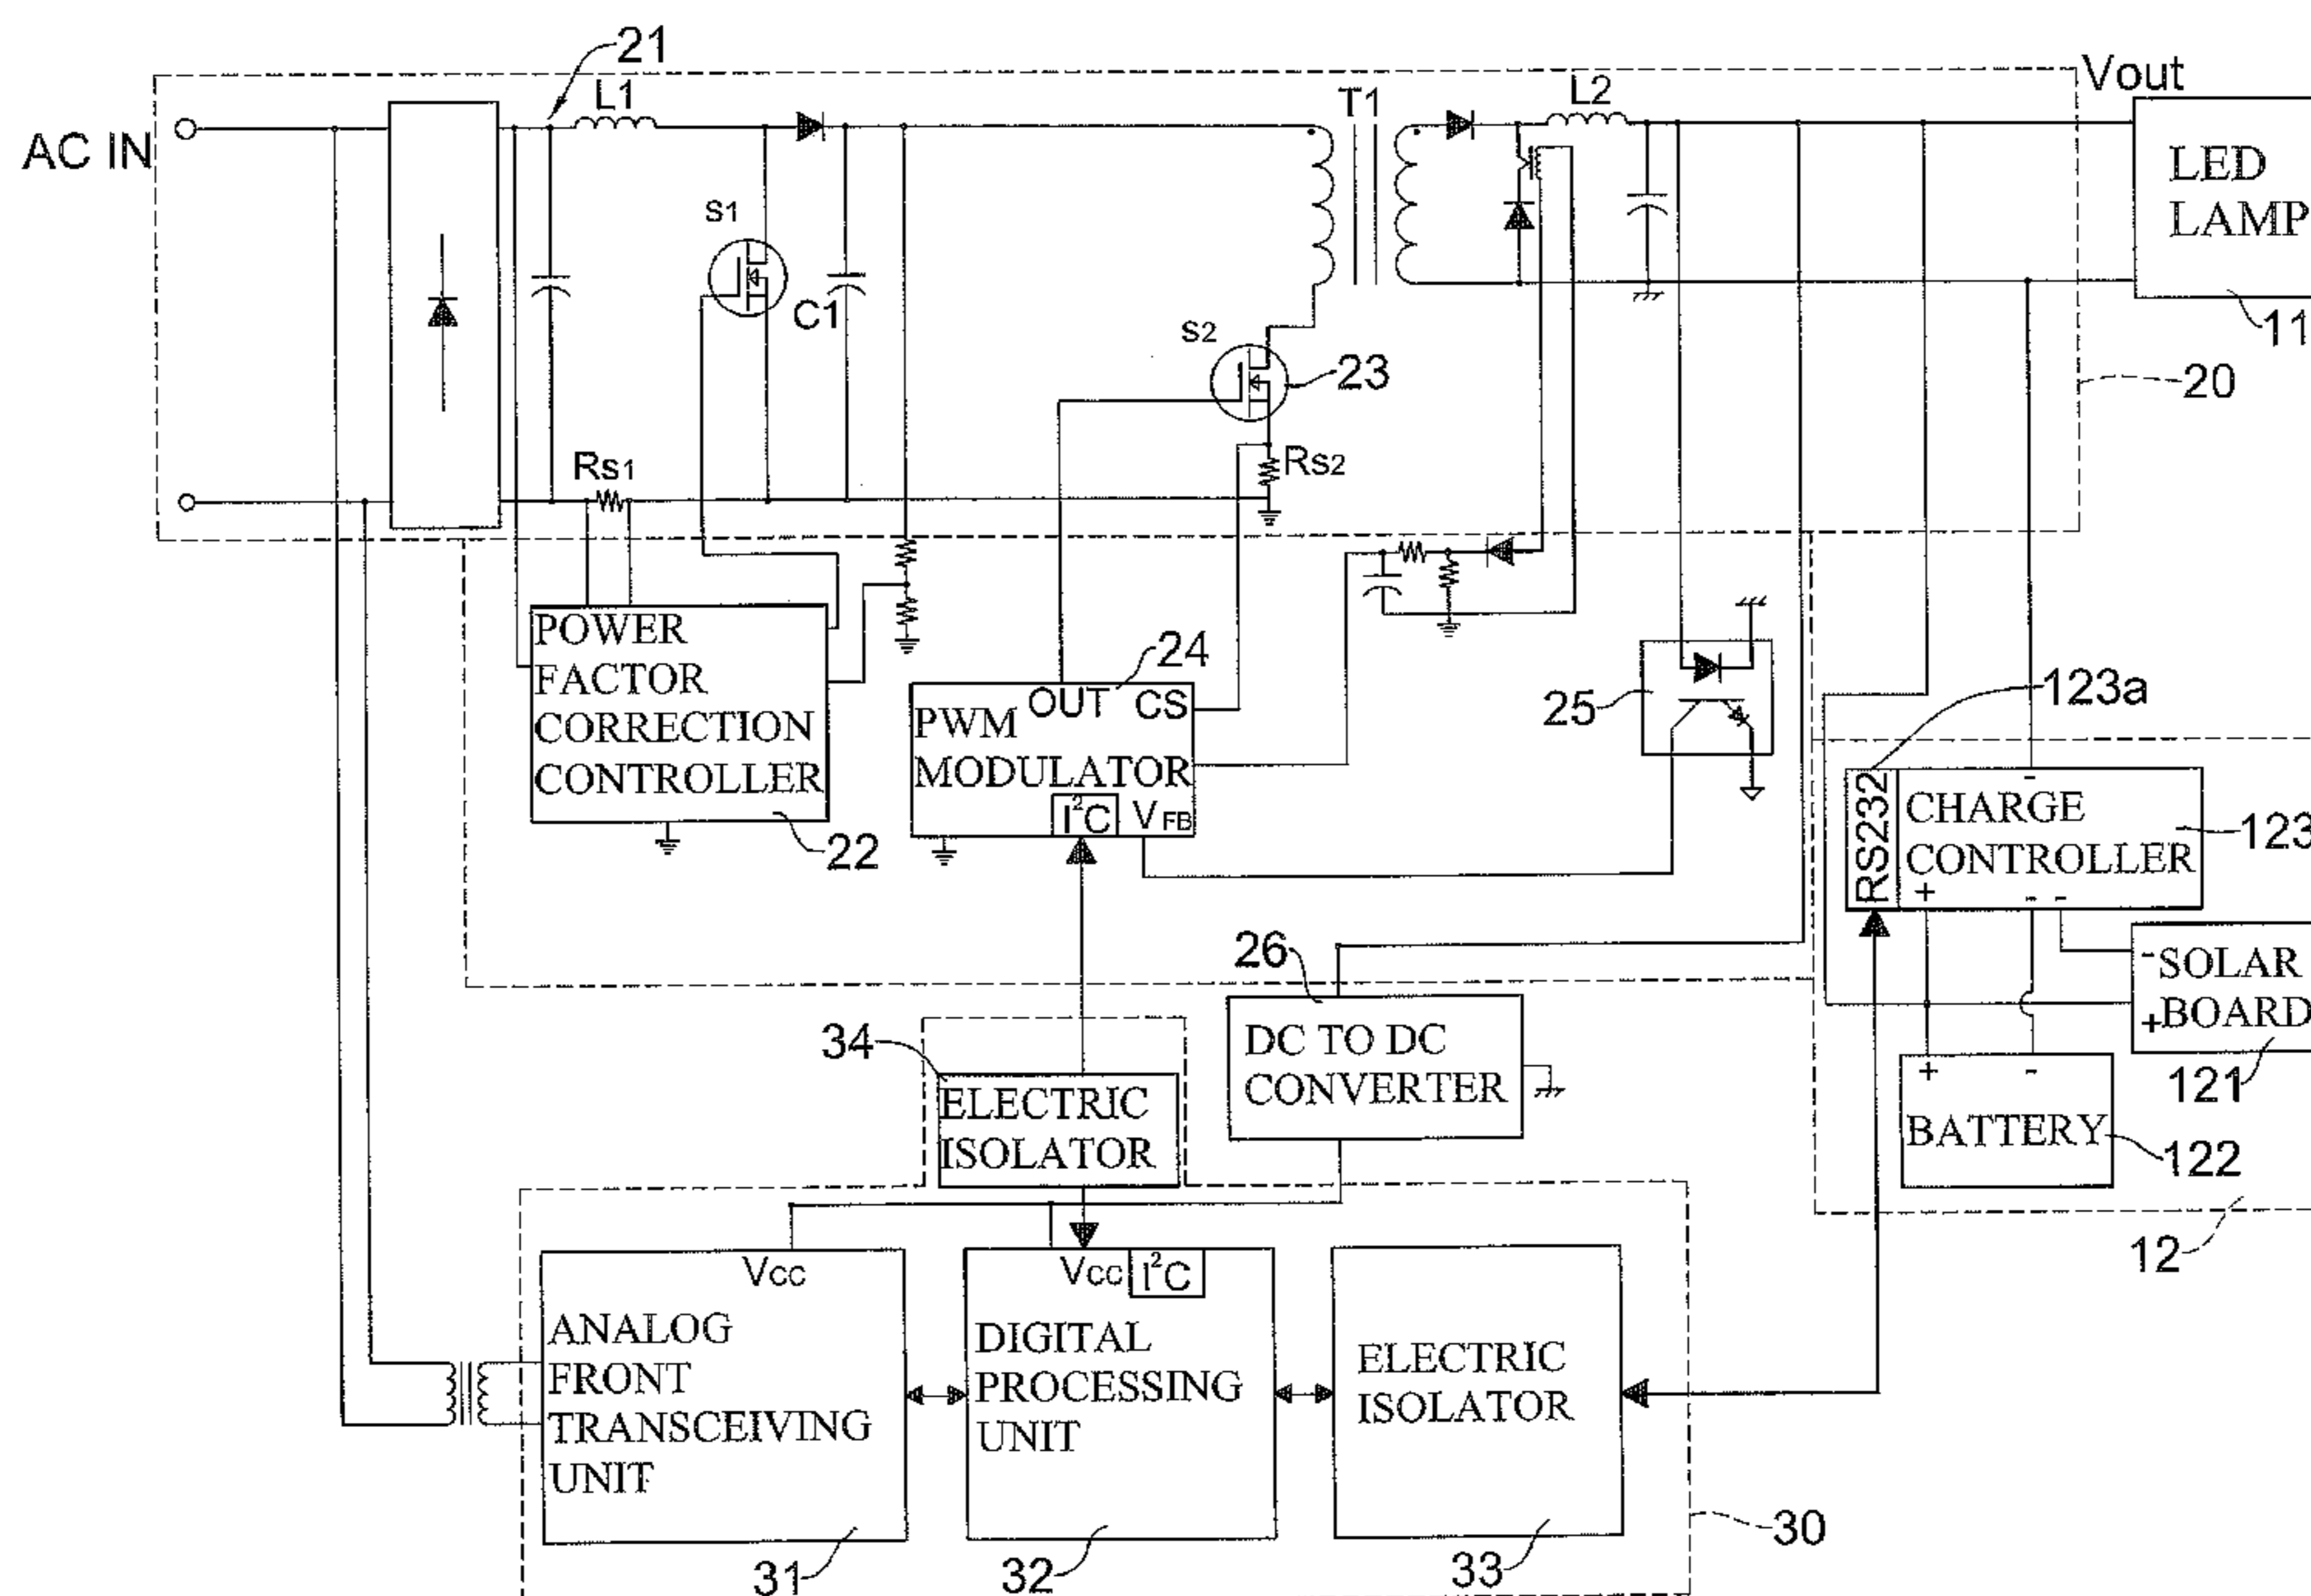 21
Vout
AC IN
L1
T1
L2
LED
LAMP
S1
C1
11
S2
23
20
Rs1
Rs2
POWER
FACTOR
CORRECTION
CONTROLLER
22
24
OUT CS
PWM
MODULATOR
I²C VFB
25
123a
RS232
CHARGE
CONTROLLER
-
+ - -
123
-SOLAR
+BOARD
121
26
DC TO DC
CONVERTER
34
ELECTRIC
ISOLATOR
+ -
BATTERY
122
12
Vcc
ANALOG
FRONT
TRANSCEIVING
UNIT
31
Vcc I²C
DIGITAL
PROCESSING
UNIT
32
ELECTRIC
ISOLATOR
33
30